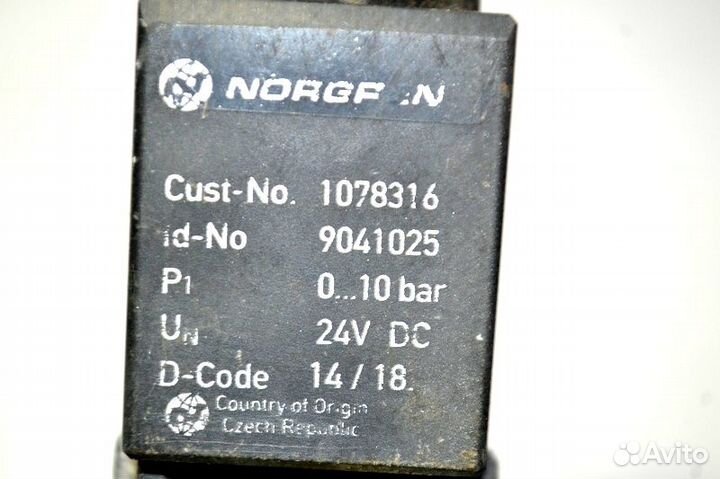 NORGREN
Cust-No. 1078316
Id-No 9041025
P1 0...10 bar
UN 24V DC
D-Code 14 / 18.
Country of Origin
Czech Republic
Avito